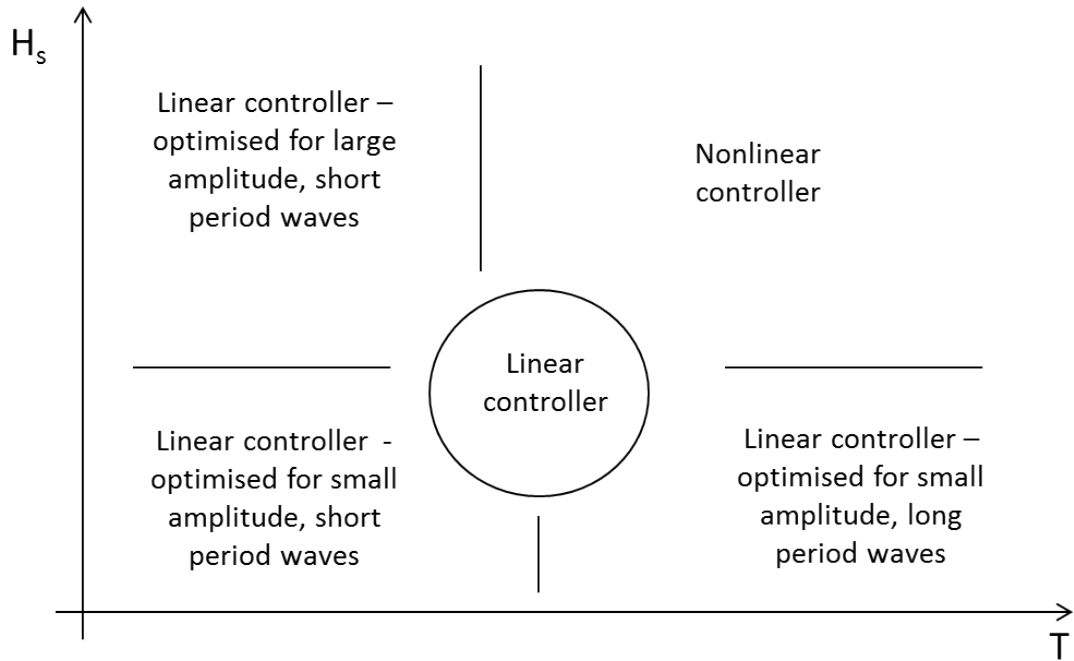 Hs
Linear controller –
optimised for large
amplitude, short
period waves
Nonlinear
controller
Linear
controller
Linear controller  -
optimised for small
amplitude, short
period waves
Linear controller –
optimised for small
amplitude, long
period waves
T